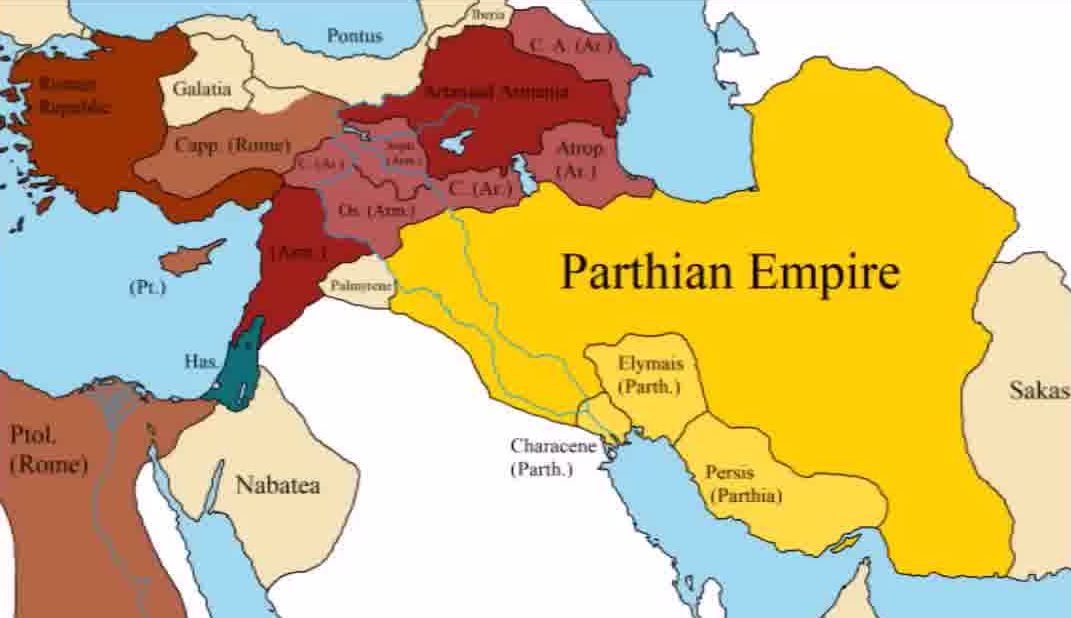 Iberia
Pontus
C. A. (Ar.)
Roman
Republic
Galatia
Artaxiad Armenia
Capp. (Rome)
Soph.
(Arm.)
Atrop.
(Ar.)
C. (Ar.)
C. (Ar.)
Os. (Arm.)
(Arm.)
Parthian Empire
(Pt.)
Palmyrene
Has.
Elymais
(Parth.)
Sakas
Ptol.
(Rome)
Characene
(Parth.)
Nabatea
Persis
(Parthia)